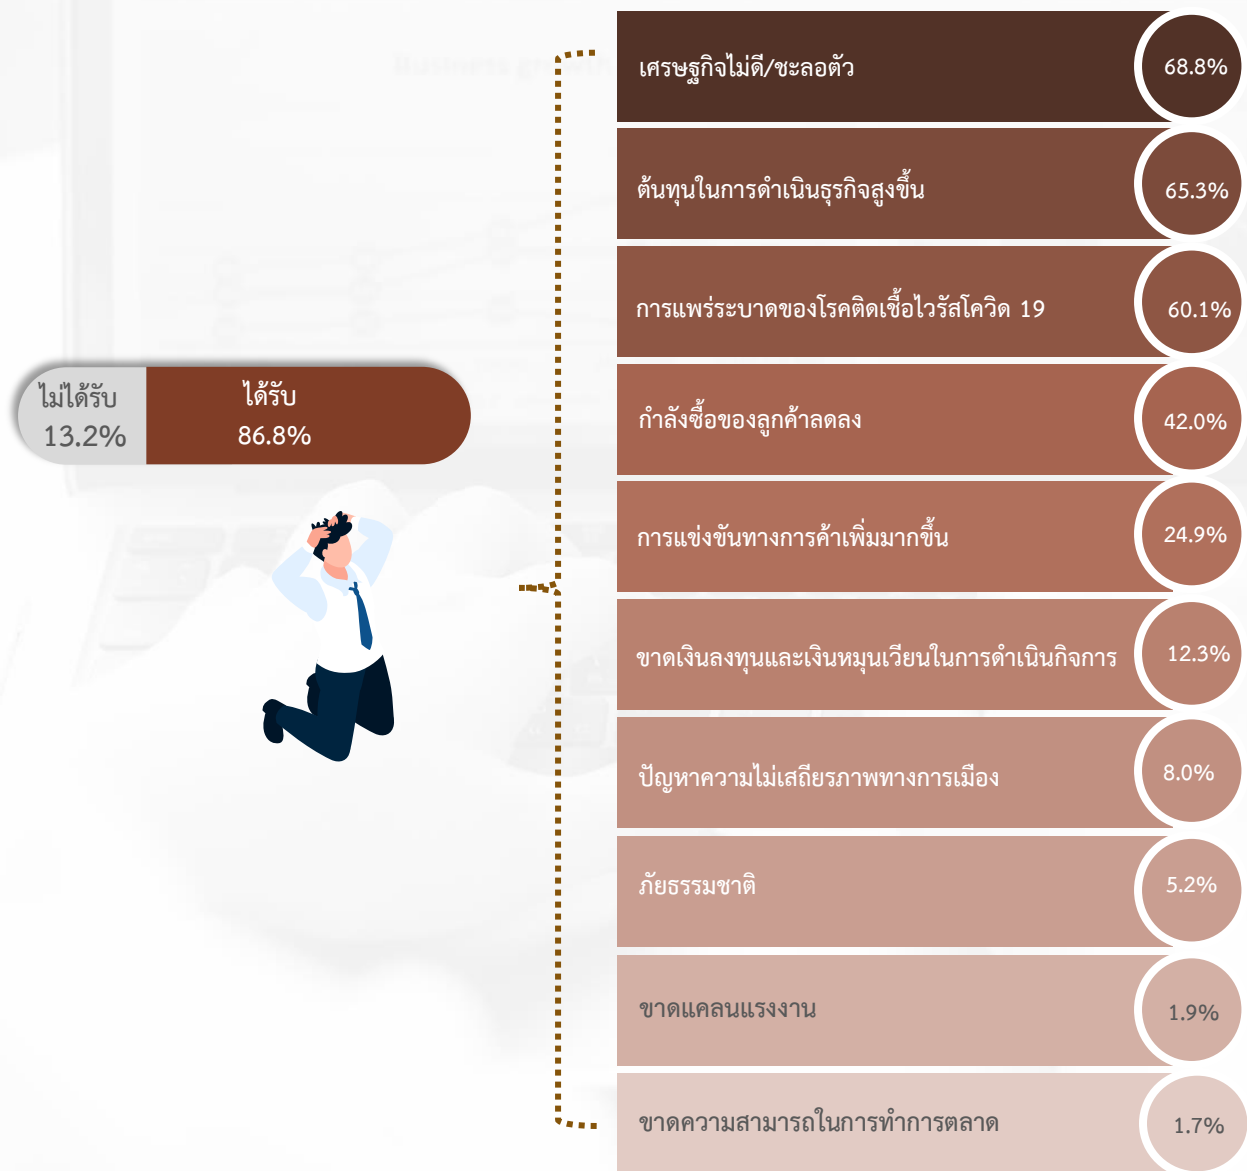 Business growth
เศรษฐกิจไม่ดี/ชะลอตัว 68.8%
ต้นทุนในการดำเนินธุรกิจสูงขึ้น 65.3%
การแพร่ระบาดของโรคติดเชื้อไวรัสโควิด 19 60.1%
ไม่ได้รับ
13.2%
ได้รับ
86.8%
กำลังซื้อของลูกค้าลดลง 42.0%
การแข่งขันทางการค้าเพิ่มมากขึ้น 24.9%
ขาดเงินลงทุนและเงินหมุนเวียนในการดำเนินกิจการ 12.3%
ปัญหาความไม่เสถียรภาพทางการเมือง 8.0%
ภัยธรรมชาติ 5.2%
ขาดแคลนแรงงาน 1.9%
ขาดความสามารถในการทำการตลาด 1.7%